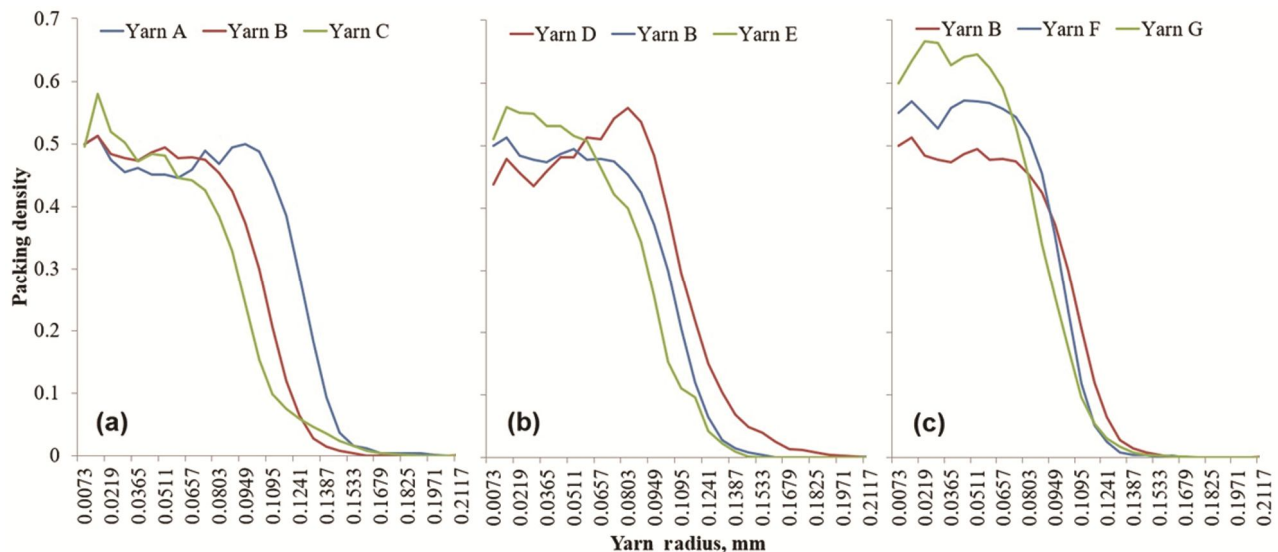 Yarn A Yarn B Yarn C
Yarn D Yarn B Yarn E
Yarn B Yarn F Yarn G
Packing density
0.7
0.6
0.5
0.4
0.3
0.2
0.1
0
(a)
(b)
(c)
0.0073 0.0219 0.0365 0.0511 0.0657 0.0803 0.0949 0.1095 0.1241 0.1387 0.1533 0.1679 0.1825 0.1971 0.2117
0.0073 0.0219 0.0365 0.0511 0.0657 0.0803 0.0949 0.1095 0.1241 0.1387 0.1533 0.1679 0.1825 0.1971 0.2117
0.0073 0.0219 0.0365 0.0511 0.0657 0.0803 0.0949 0.1095 0.1241 0.1387 0.1533 0.1679 0.1825 0.1971 0.2117
Yarn radius, mm